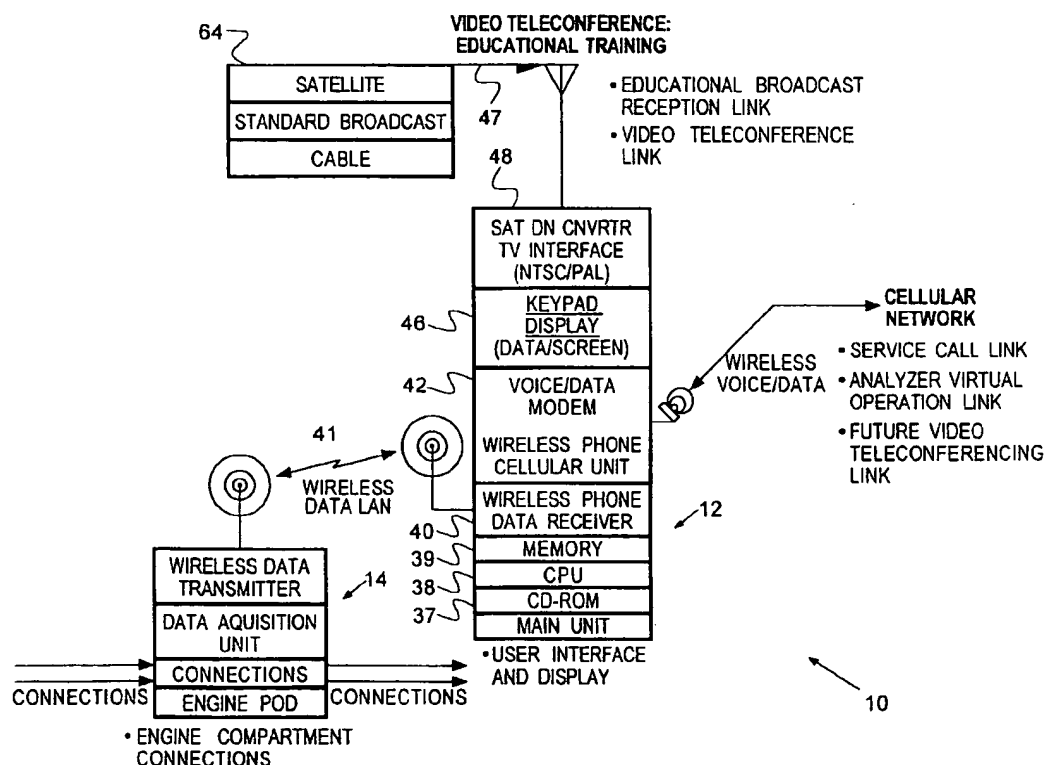 VIDEO TELECONFERENCE:
EDUCATIONAL TRAINING
64
SATELLITE
STANDARD BROADCAST
CABLE
47
• EDUCATIONAL BROADCAST
RECEPTION LINK
• VIDEO TELECONFERENCE
LINK
48
SAT DN CNVRTR
TV INTERFACE
(NTSC/PAL)
46
KEYPAD
DISPLAY
(DATA/SCREEN)
42
VOICE/DATA
MODEM
WIRELESS PHONE
CELLULAR UNIT
WIRELESS PHONE
DATA RECEIVER
40
39
MEMORY
38
CPU
37
CD-ROM
MAIN UNIT
• USER INTERFACE
AND DISPLAY
12
WIRELESS
VOICE/DATA
CELLULAR
NETWORK
• SERVICE CALL LINK
• ANALYZER VIRTUAL
OPERATION LINK
• FUTURE VIDEO
TELECONFERENCING
LINK
41
WIRELESS
DATA LAN
WIRELESS DATA
TRANSMITTER
14
DATA AQUISITION
UNIT
CONNECTIONS
ENGINE POD
CONNECTIONS
CONNECTIONS
• ENGINE COMPARTMENT
CONNECTIONS
10